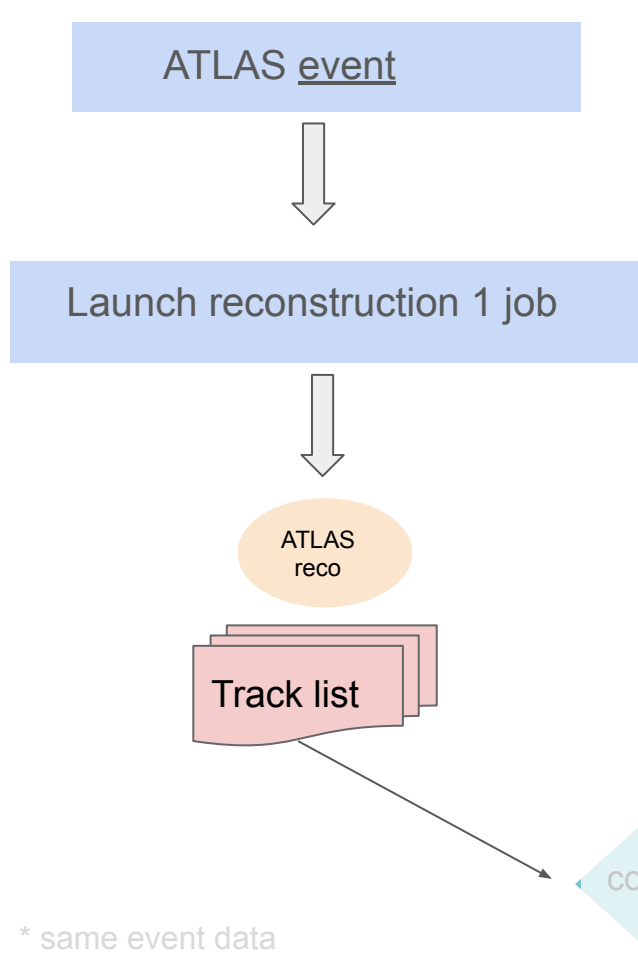 ATLAS event
Launch reconstruction 1 job
ATLAS
reco
Track list
* same event data